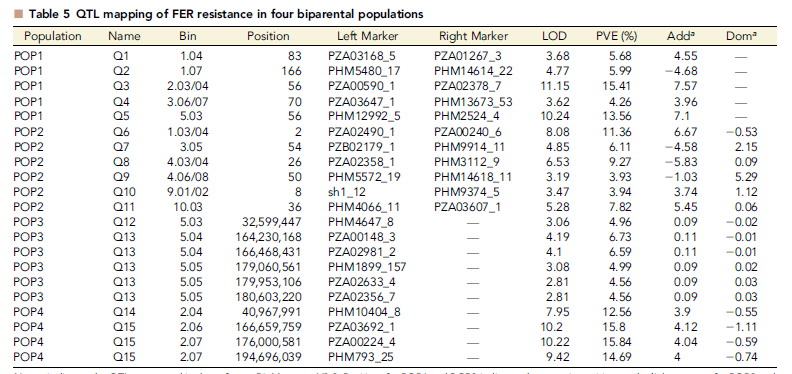 ■ Table 5 QTL mapping of FER resistance in four biparental populations
Population Name Bin Position Left Marker Right Marker LOD PVE (%) Addᵃ Domᵃ
POP1 Q1 1.04 83 PZA03168_5 PZA01267_3 3.68 5.68 4.55 —
POP1 Q2 1.07 166 PHM5480_17 PHM14614_22 4.77 5.99 −4.68 —
POP1 Q3 2.03/04 56 PZA00590_1 PZA02378_7 11.15 15.41 7.57 —
POP1 Q4 3.06/07 70 PZA03647_1 PHM13673_53 3.62 4.26 3.96 —
POP1 Q5 5.03 56 PHM12992_5 PHM2524_4 10.24 13.56 7.1 —
POP2 Q6 1.03/04 2 PZA02490_1 PZA00240_6 8.08 11.36 6.67 −0.53
POP2 Q7 3.05 54 PZB02179_1 PHM9914_11 4.85 6.11 −4.58 2.15
POP2 Q8 4.03/04 26 PZA02358_1 PHM3112_9 6.53 9.27 −5.83 0.09
POP2 Q9 4.06/08 50 PHM5572_19 PHM14618_11 3.19 3.93 −1.03 5.29
POP2 Q10 9.01/02 8 sh1_12 PHM9374_5 3.47 3.94 3.74 1.12
POP2 Q11 10.03 36 PHM4066_11 PZA03607_1 5.28 7.82 5.45 0.06
POP3 Q12 5.03 32,599,447 PHM4647_8 — 3.06 4.96 0.09 −0.02
POP3 Q13 5.04 164,230,168 PZA00148_3 — 4.19 6.73 0.11 −0.01
POP3 Q13 5.04 166,468,431 PZA02981_2 — 4.1 6.59 0.11 −0.01
POP3 Q13 5.04 179,060,561 PHM1899_157 — 3.08 4.99 0.09 0.02
POP3 Q13 5.04 179,953,106 PZA02633_4 — 2.81 4.56 0.09 0.03
POP3 Q13 5.04 180,603,220 PZA02356_7 — 2.81 4.56 0.09 0.03
POP4 Q14 2.04 40,967,991 PHM10404_8 — 7.95 12.56 3.9 −0.55
POP4 Q15 2.06 166,659,759 PZA03692_1 — 10.2 15.8 4.12 −1.11
POP4 Q15 2.07 176,000,581 PZA00224_4 — 10.22 15.84 4.04 −0.59
POP4 Q15 2.07 194,696,039 PHM793_25 — 9.42 14.69 4 −0.74